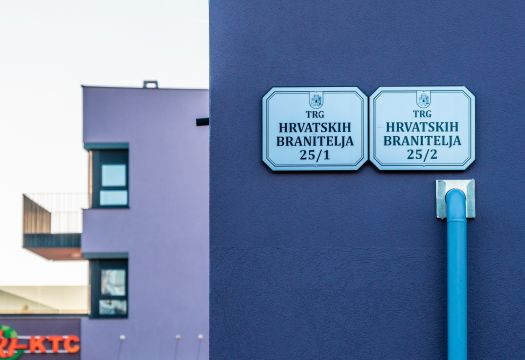 TRG
HRVATSKIH
BRANITELJA
25/1
TRG
HRVATSKIH
BRANITELJA
25/2
KTC